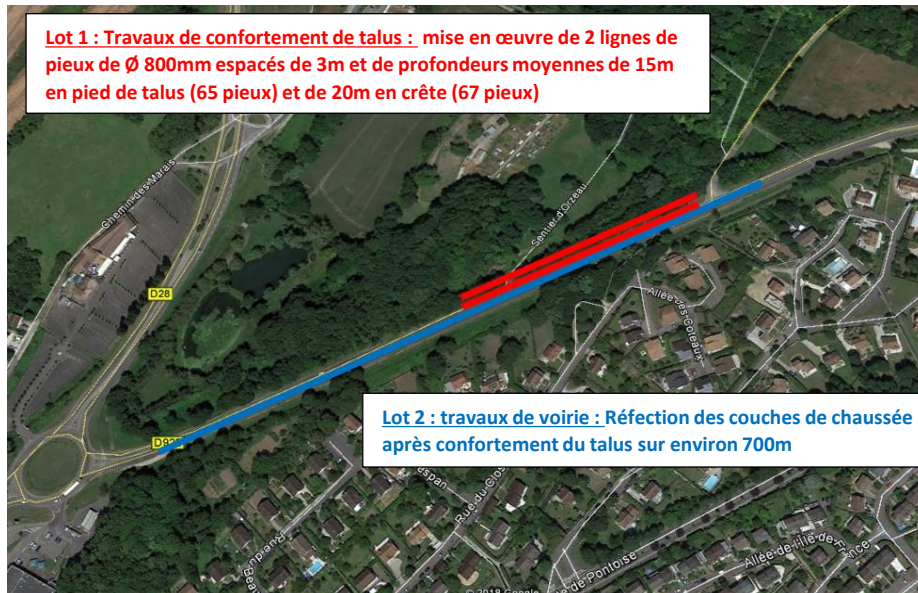 Lot 1 : Travaux de confortement de talus : mise en œuvre de 2 lignes de
pieux de Ø 800mm espacés de 3m et de profondeurs moyennes de 15m
en pied de talus (65 pieux) et de 20m en crête (67 pieux)
Chemin des Marais
Sentier d'Orzeau
D28
Allée des Coteaux
Lot 2 : travaux de voirie : Réfection des couches de chaussée
après confortement du talus sur environ 700m
Rue du Clos
de Pontoise
Allée de l'Île de France
© 2018 Google